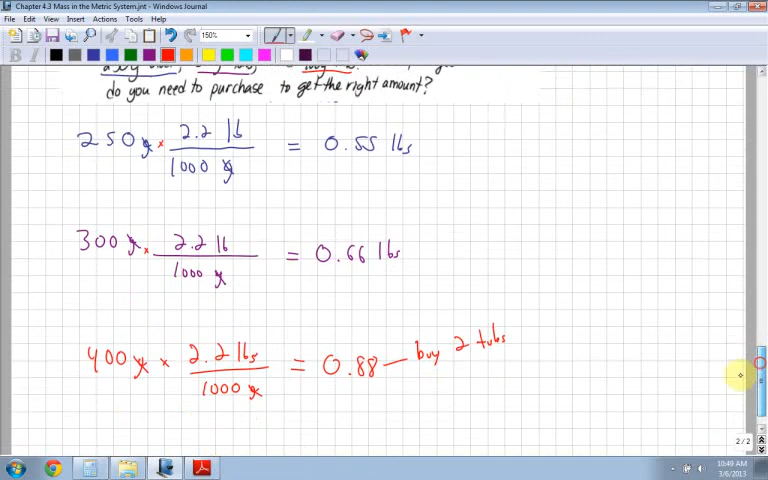 Chapter 4.3 Mass in the Metric System.jnt - Windows Journal
File Edit View Insert Actions Tools Help
150%
B I
do you need to purchase to get the right amount?
250g × 2.2 lb / 1000 g = 0.55 lbs
300g × 2.2 lb / 1000 g = 0.66 lbs
400g × 2.2 lbs / 1000 g = 0.88 — buy 2 tubs
2 / 2
10:49 AM
3/6/2013